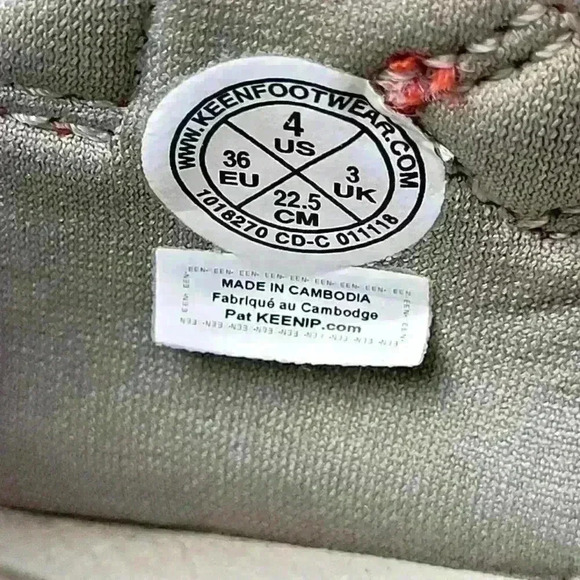 WWW.KEENFOOTWEAR.COM
4
US
36
EU
3
UK
22.5
CM
1018270 CD-C 011118
MADE IN CAMBODIA
Fabriqué au Cambodge
Pat KEENIP.com